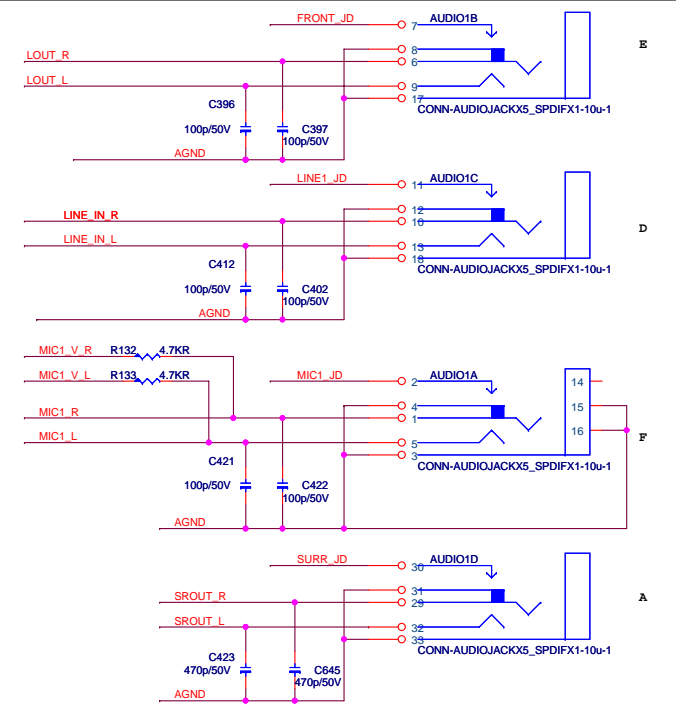 FRONT_JD
7
AUDIO1B
E
8
LOUT_R
6
LOUT_L
9
17
CONN-AUDIOJACKX5_SPDIFX1-10u-1
C396
100p/50V
C397
100p/50V
AGND
LINE1_JD
11
AUDIO1C
12
LINE_IN_R
10
D
LINE_IN_L
13
18
CONN-AUDIOJACKX5_SPDIFX1-10u-1
C412
100p/50V
C402
100p/50V
AGND
MIC1_V_R
R132
4.7KR
MIC1_V_L
R133
4.7KR
MIC1_JD
2
AUDIO1A
14
4
15
MIC1_R
1
16
F
MIC1_L
5
3
CONN-AUDIOJACKX5_SPDIFX1-10u-1
C421
100p/50V
C422
100p/50V
AGND
SURR_JD
30
AUDIO1D
31
SROUT_R
29
A
SROUT_L
32
33
CONN-AUDIOJACKX5_SPDIFX1-10u-1
C423
470p/50V
C645
470p/50V
AGND